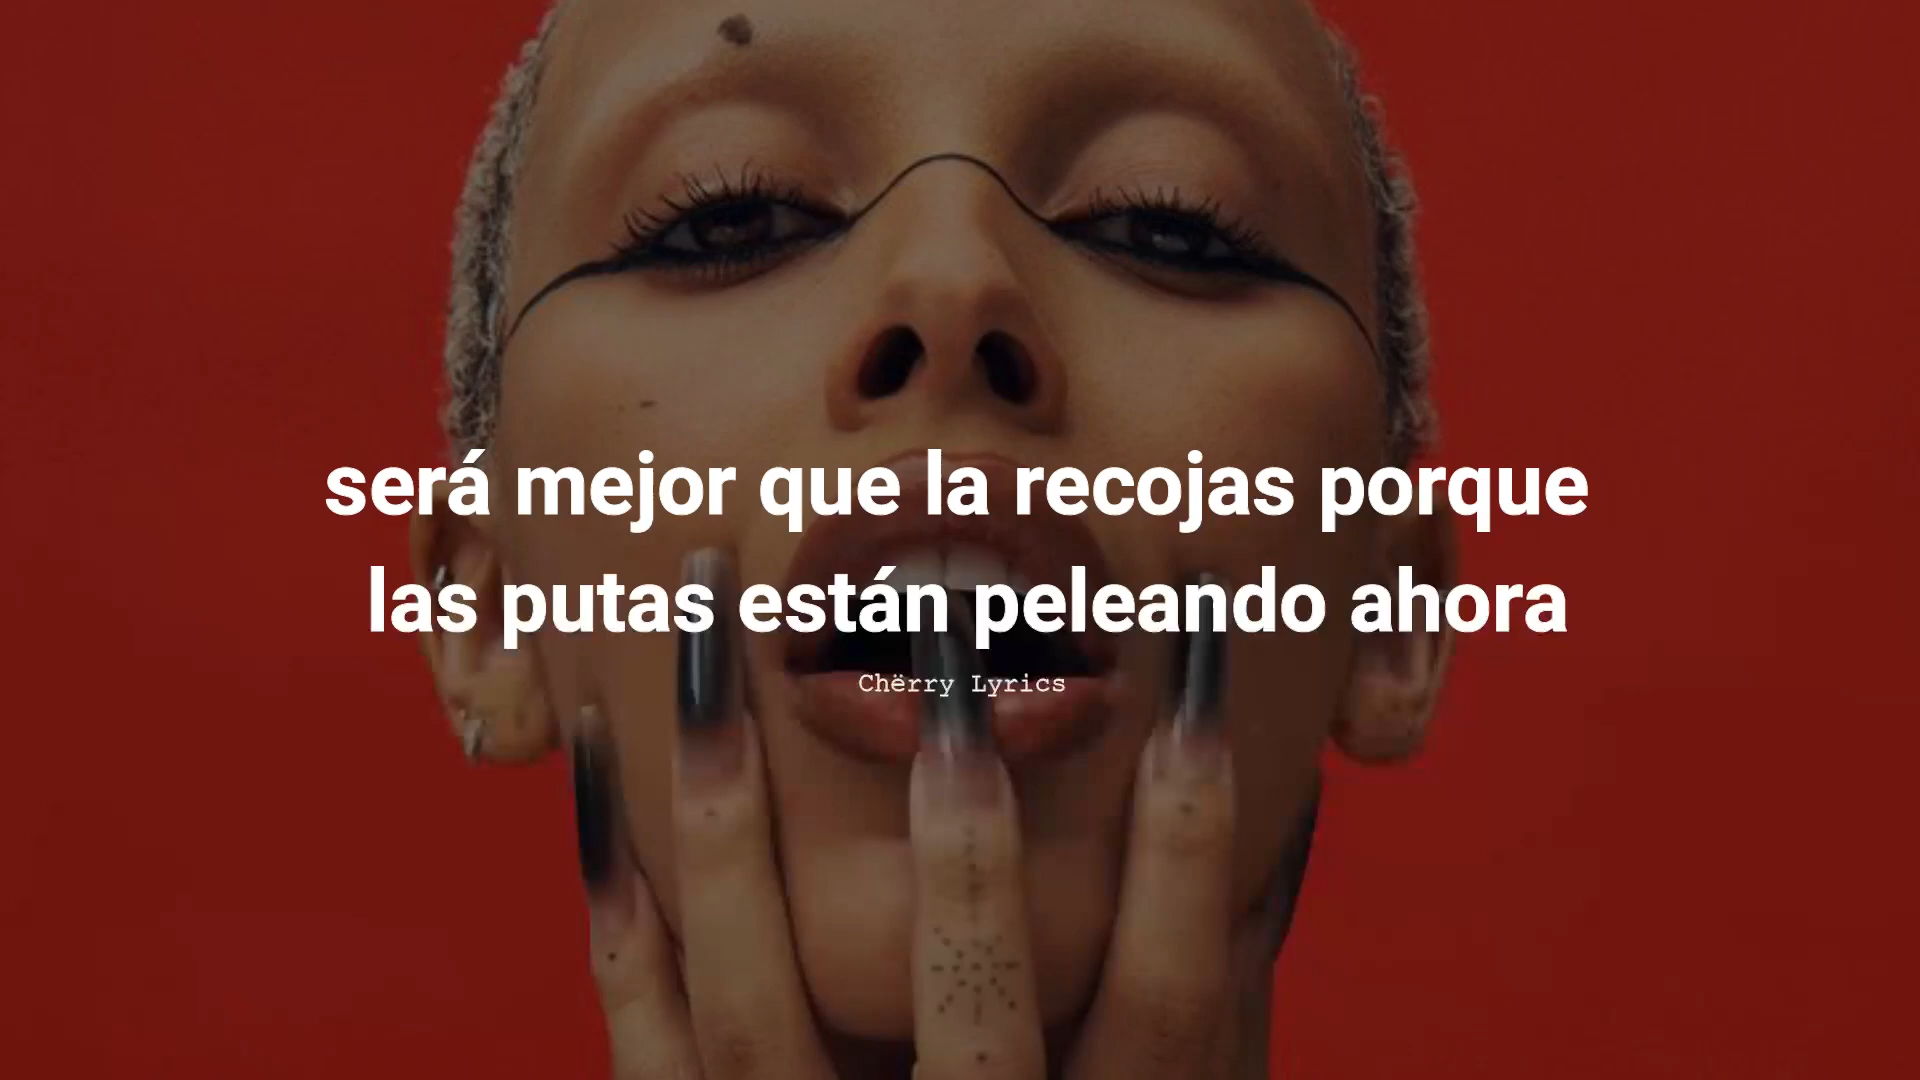 será mejor que la recojas porque
las putas están peleando ahora
Chërry Lyrics